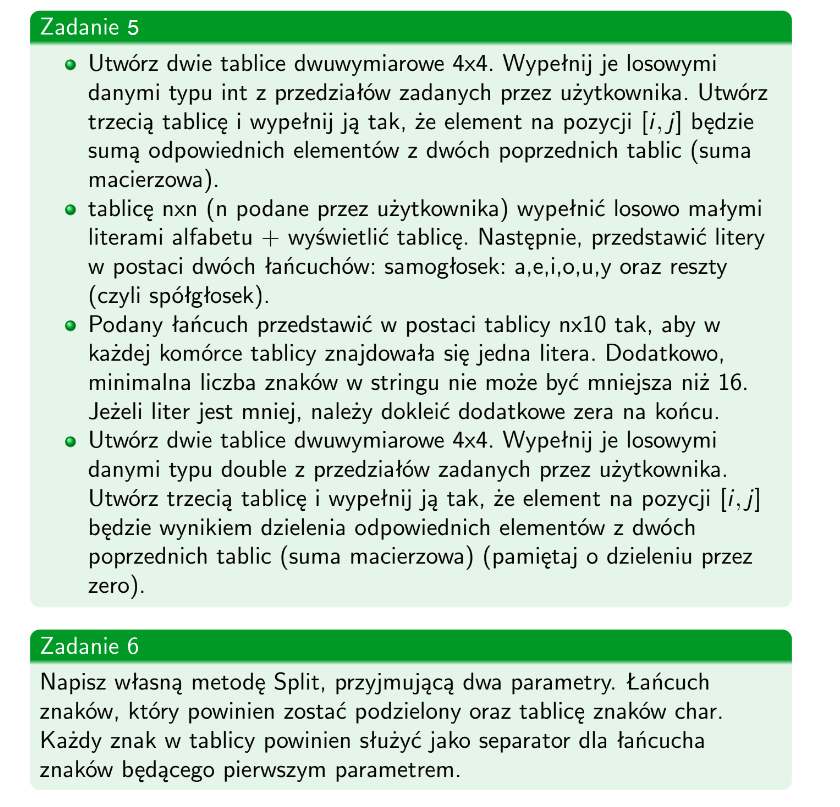 Zadanie 5
Utwórz dwie tablice dwuwymiarowe 4x4. Wypełnij je losowymi
danymi typu int z przedziałów zadanych przez użytkownika. Utwórz
trzecią tablicę i wypełnij ją tak, że element na pozycji [i, j] będzie
sumą odpowiednich elementów z dwóch poprzednich tablic (suma
macierzowa).
tablicę nxn (n podane przez użytkownika) wypełnić losowo małymi
literami alfabetu + wyświetlić tablicę. Następnie, przedstawić litery
w postaci dwóch łańcuchów: samogłosek: a,e,i,o,u,y oraz reszty
(czyli spółgłosek).
Podany łańcuch przedstawić w postaci tablicy nx10 tak, aby w
każdej komórce tablicy znajdowała się jedna litera. Dodatkowo,
minimalna liczba znaków w stringu nie może być mniejsza niż 16.
Jeżeli liter jest mniej, należy dokleić dodatkowe zera na końcu.
Utwórz dwie tablice dwuwymiarowe 4x4. Wypełnij je losowymi
danymi typu double z przedziałów zadanych przez użytkownika.
Utwórz trzecią tablicę i wypełnij ją tak, że element na pozycji [i, j]
będzie wynikiem dzielenia odpowiednich elementów z dwóch
poprzednich tablic (suma macierzowa) (pamiętaj o dzieleniu przez
zero).
Zadanie 6
Napisz własną metodę Split, przyjmującą dwa parametry. Łańcuch
znaków, który powinien zostać podzielony oraz tablicę znaków char.
Każdy znak w tablicy powinien służyć jako separator dla łańcucha
znaków będącego pierwszym parametrem.